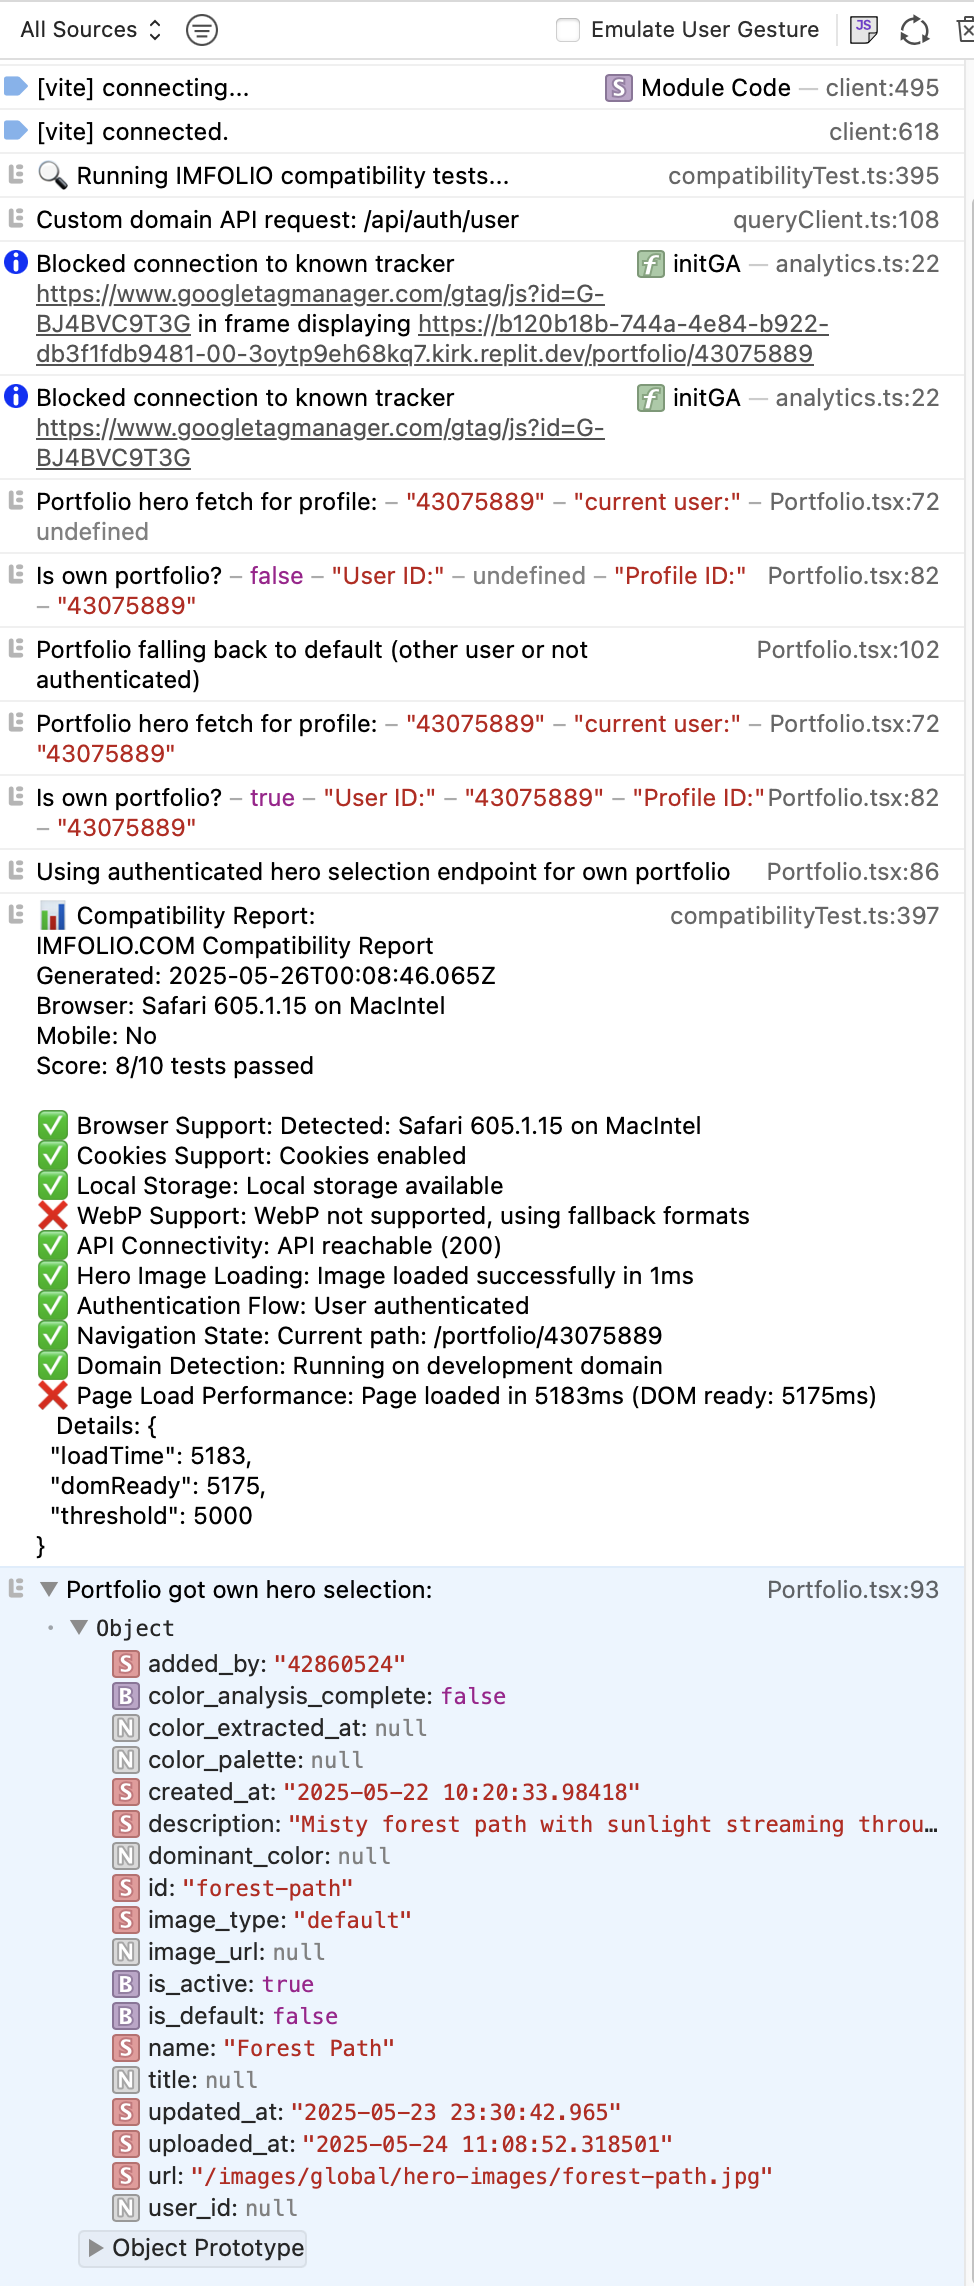 All Sources Emulate User Gesture JS
[vite] connecting... S Module Code — client:495
[vite] connected. client:618
🔍 Running IMFOLIO compatibility tests... compatibilityTest.ts:395
Custom domain API request: /api/auth/user queryClient.ts:108
Blocked connection to known tracker f initGA — analytics.ts:22
https://www.googletagmanager.com/gtag/js?id=G-
BJ4BVC9T3G in frame displaying https://b120b18b-744a-4e84-b922-
db3f1fdb9481-00-3oytp9eh68kq7.kirk.replit.dev/portfolio/43075889
Blocked connection to known tracker f initGA — analytics.ts:22
https://www.googletagmanager.com/gtag/js?id=G-
BJ4BVC9T3G
Portfolio hero fetch for profile: – "43075889" – "current user:" – Portfolio.tsx:72
undefined
Is own portfolio? – false – "User ID:" – undefined – "Profile ID:" Portfolio.tsx:82
– "43075889"
Portfolio falling back to default (other user or not Portfolio.tsx:102
authenticated)
Portfolio hero fetch for profile: – "43075889" – "current user:" – Portfolio.tsx:72
"43075889"
Is own portfolio? – true – "User ID:" – "43075889" – "Profile ID:" Portfolio.tsx:82
– "43075889"
Using authenticated hero selection endpoint for own portfolio Portfolio.tsx:86
📊 Compatibility Report: compatibilityTest.ts:397
IMFOLIO.COM Compatibility Report
Generated: 2025-05-26T00:08:46.065Z
Browser: Safari 605.1.15 on MacIntel
Mobile: No
Score: 8/10 tests passed
✅ Browser Support: Detected: Safari 605.1.15 on MacIntel
✅ Cookies Support: Cookies enabled
✅ Local Storage: Local storage available
❌ WebP Support: WebP not supported, using fallback formats
✅ API Connectivity: API reachable (200)
✅ Hero Image Loading: Image loaded successfully in 1ms
✅ Authentication Flow: User authenticated
✅ Navigation State: Current path: /portfolio/43075889
✅ Domain Detection: Running on development domain
❌ Page Load Performance: Page loaded in 5183ms (DOM ready: 5175ms)
Details: {
"loadTime": 5183,
"domReady": 5175,
"threshold": 5000
}
Portfolio got own hero selection: Portfolio.tsx:93
Object
S added_by: "42860524"
B color_analysis_complete: false
N color_extracted_at: null
N color_palette: null
S created_at: "2025-05-22 10:20:33.98418"
S description: "Misty forest path with sunlight streaming throu…
N dominant_color: null
S id: "forest-path"
S image_type: "default"
N image_url: null
B is_active: true
B is_default: false
S name: "Forest Path"
N title: null
S updated_at: "2025-05-23 23:30:42.965"
S uploaded_at: "2025-05-24 11:08:52.318501"
S url: "/images/global/hero-images/forest-path.jpg"
N user_id: null
Object Prototype